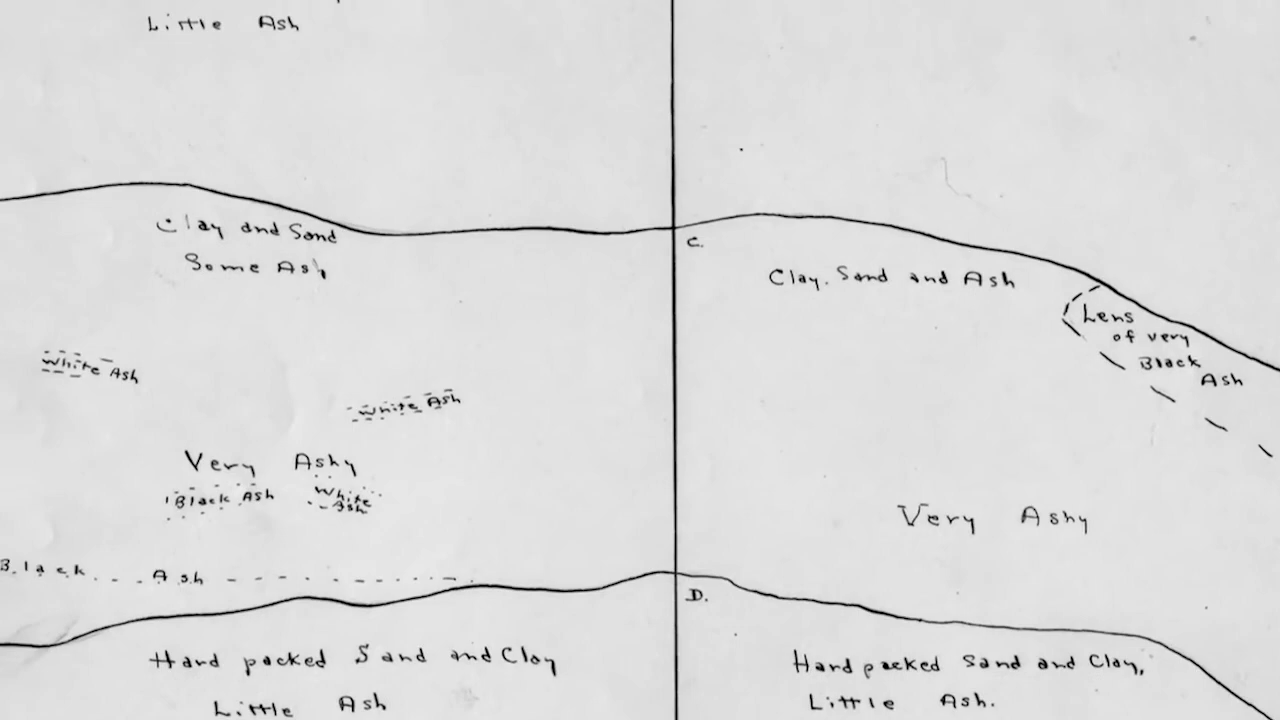 Little Ash
Clay and Sand
Some Ash
C.
Clay, Sand and Ash
Lens
of very
Black
Ash
White Ash
White Ash
Very Ashy
Black Ash
White
Ash
Very Ashy
Black Ash
D.
Hard packed Sand and Clay
Little Ash
Hard packed Sand and Clay,
Little Ash.